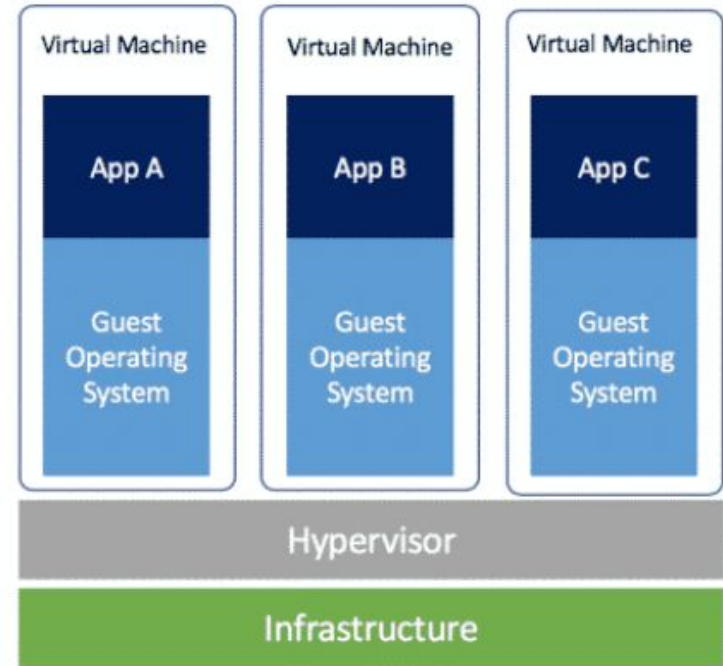 Virtual Machine
App A
Guest
Operating
System
Virtual Machine
App B
Guest
Operating
System
Virtual Machine
App C
Guest
Operating
System
Hypervisor
Infrastructure